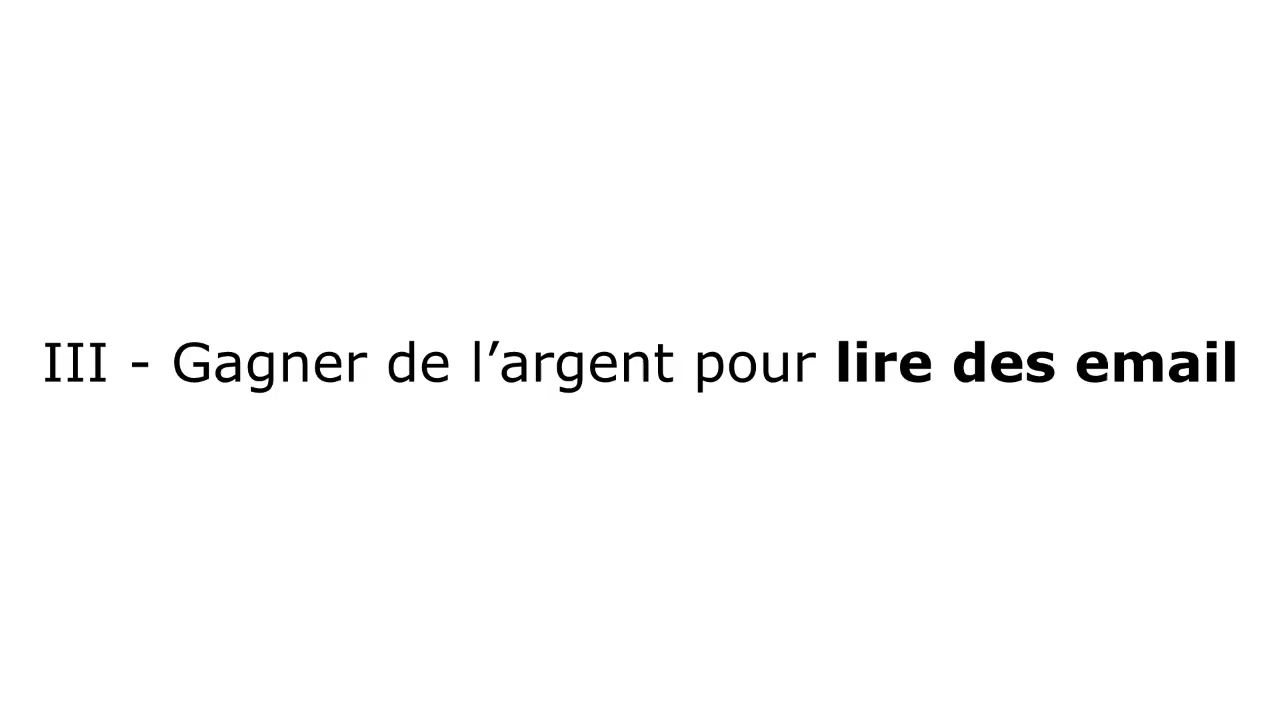 III - Gagner de l’argent pour lire des email